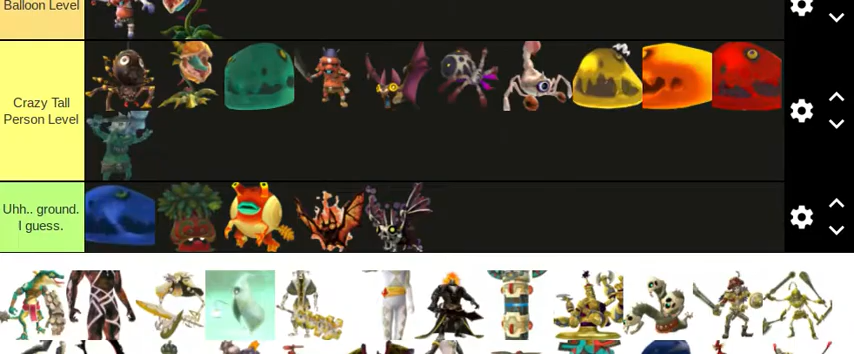 Balloon Level
Crazy Tall
Person Level
Uhh.. ground.
I guess.